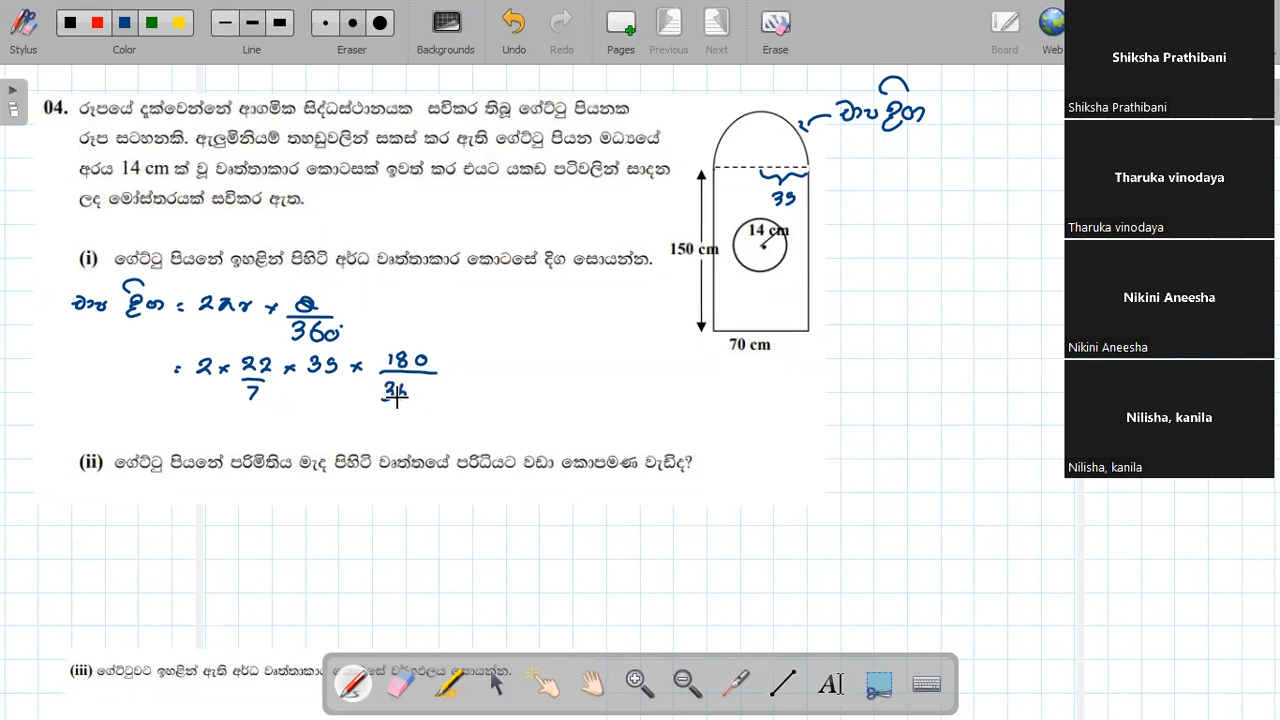 Stylus
Color
Line
Eraser
Backgrounds
Undo
Redo
Pages
Previous
Next
Erase
Board
Web
Shiksha Prathibani
Shiksha Prathibani
Tharuka vinodaya
Tharuka vinodaya
Nikini Aneesha
Nikini Aneesha
Nilisha, kanila
Nilisha, kanila
04. රූපයේ දැක්වෙන්නේ ආගමික සිද්ධස්ථානයක සවිකර තිබූ ගේට්ටු පියනක
රූප සටහනකි. ඇලුමිනියම් තහඩුවලින් සකස් කර ඇති ගේට්ටු පියන මධ්‍යයේ
අරය 14 cm ක් වූ වෘත්තාකාර කොටසක් ඉවත් කර එයට යකඩ පටිවලින් සාදන
ලද මෝස්තරයක් සවිකර ඇත.
චාප දිග
35
14 cm
150 cm
70 cm
(i) ගේට්ටු පියනේ ඉහළින් පිහිටි අර්ධ වෘත්තාකාර කොටසේ දිග සොයන්න.
චාප දිග = 2πr × θ/360°
= 2 × 22/7 × 35 × 180/36
(ii) ගේට්ටු පියනේ පරිමිතිය මැද පිහිටි වෘත්තයේ පරිධියට වඩා කොපමණ වැඩිද?
(iii) ගේට්ටුවට ඉහළින් ඇති අර්ධ වෘත්තාකාර කොටසේ වර්ගඵලය සොයන්න.